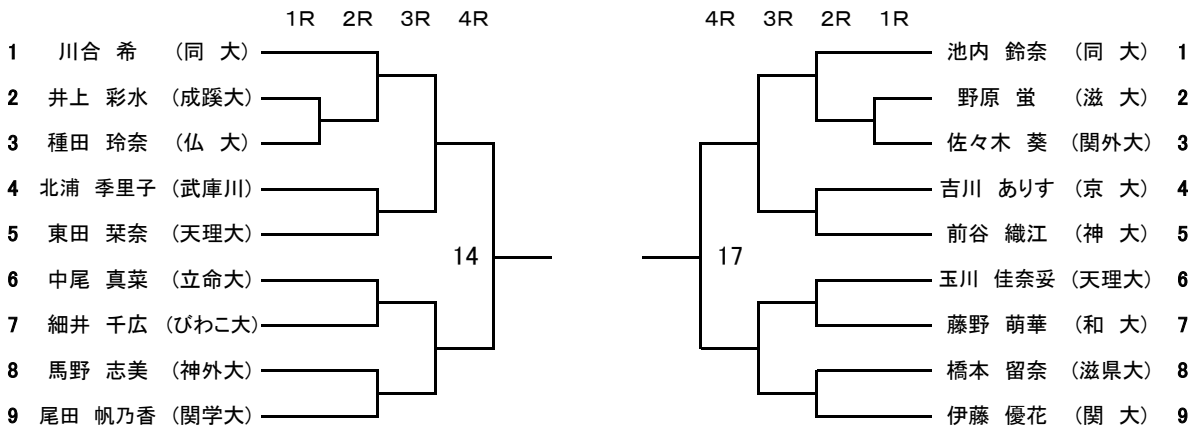 1R 2R 3R 4R
1 川合 希 (同 大)
2 井上 彩水 (成蹊大)
3 種田 玲奈 (仏 大)
4 北浦 季里子 (武庫川)
5 東田 栞奈 (天理大)
14
6 中尾 真菜 (立命大)
7 細井 千広 (びわこ大)
8 馬野 志美 (神外大)
9 尾田 帆乃香 (関学大)
4R 3R 2R 1R
池内 鈴奈 (同 大) 1
野原 蛍 (滋 大) 2
佐々木 葵 (関外大) 3
吉川 ありす (京 大) 4
前谷 織江 (神 大) 5
17
玉川 佳奈妥 (天理大) 6
藤野 萌華 (和 大) 7
橋本 留奈 (滋県大) 8
伊藤 優花 (関 大) 9